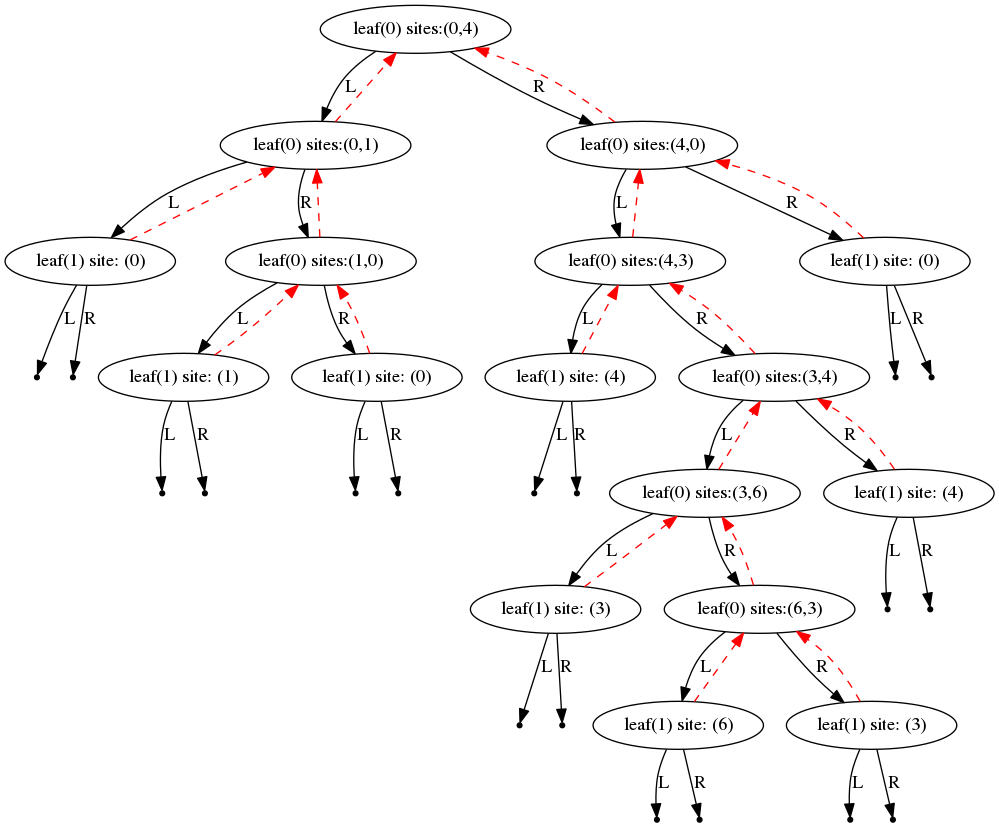 leaf(0) sites:(0,4)
L
R
leaf(0) sites:(0,1)
leaf(0) sites:(4,0)
L
R
L
R
leaf(1) site: (0)
leaf(0) sites:(1,0)
leaf(0) sites:(4,3)
leaf(1) site: (0)
L
R
L
R
L
R
L
R
leaf(1) site: (1)
leaf(1) site: (0)
leaf(1) site: (4)
leaf(0) sites:(3,4)
L
R
L
R
L
R
L
R
leaf(0) sites:(3,6)
leaf(1) site: (4)
L
R
L
R
leaf(1) site: (3)
leaf(0) sites:(6,3)
L
R
L
R
leaf(1) site: (6)
leaf(1) site: (3)
L
R
L
R